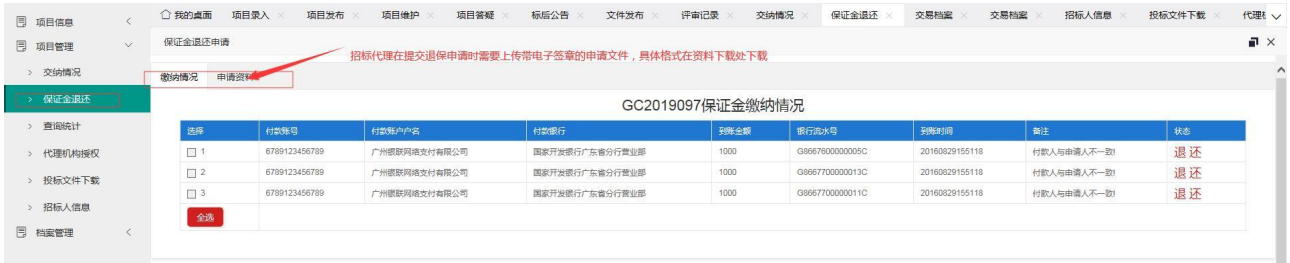 项目信息
项目管理
交纳情况
保证金退还
查询统计
代理机构授权
投标文件下载
招标人信息
档案管理
我的桌面 项目录入 项目发布 项目维护 项目答疑 标后公告 文件发布 评审记录 交纳情况 保证金退还 交易档案 交易档案 招标人信息 投标文件下载
保证金退还申请
招标代理在提交退保申请时需要上传带电子签章的申请文件，具体格式在资料下载处下载
缴纳情况 申请资料
GC2019097保证金缴纳情况
选择 付款账号 付款账户户名 付款银行 到账金额 银行流水号 到账时间 备注 状态
1 6789123456789 广州银联网络支付有限公司 国家开发银行广东省分行营业部 1000 G8667600000005C 20160829155118 付款人与申请人不一致! 退还
2 6789123456789 广州银联网络支付有限公司 国家开发银行广东省分行营业部 1000 G8667700000013C 20160829155118 付款人与申请人不一致! 退还
3 6789123456789 广州银联网络支付有限公司 国家开发银行广东省分行营业部 1000 G8667700000011C 20160829155118 付款人与申请人不一致! 退还
全选